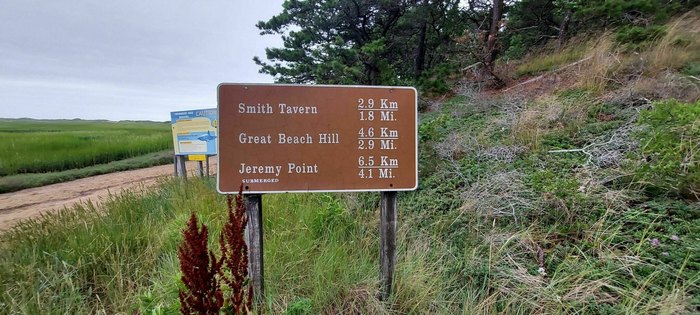 CAUTION
Smith Tavern 2.9 Km
1.8 Mi.
Great Beach Hill 4.6 Km
2.9 Mi.
Jeremy Point 6.5 Km
SUBMERGED 4.1 Mi.